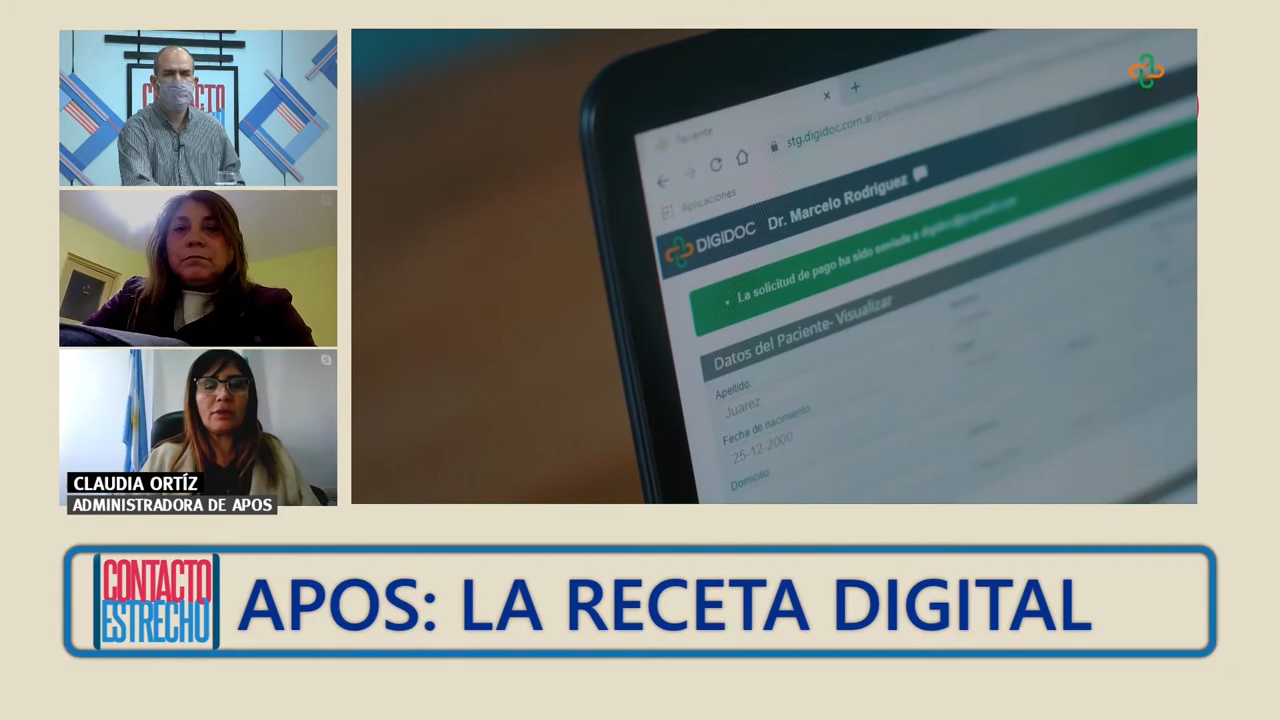 CONTACTO
Paciente
stg.digidoc.com.ar/pa
Aplicaciones
DIGIDOC Dr. Marcelo Rodriguez
• La solicitud de pago ha sido enviada a
Datos del Paciente- Visualizar
Apellido
Juarez
Fecha de nacimiento
25-12-2000
Domicilio
CLAUDIA ORTÍZ
ADMINISTRADORA DE APOS
CONTACTO
ESTRECHO
APOS: LA RECETA DIGITAL